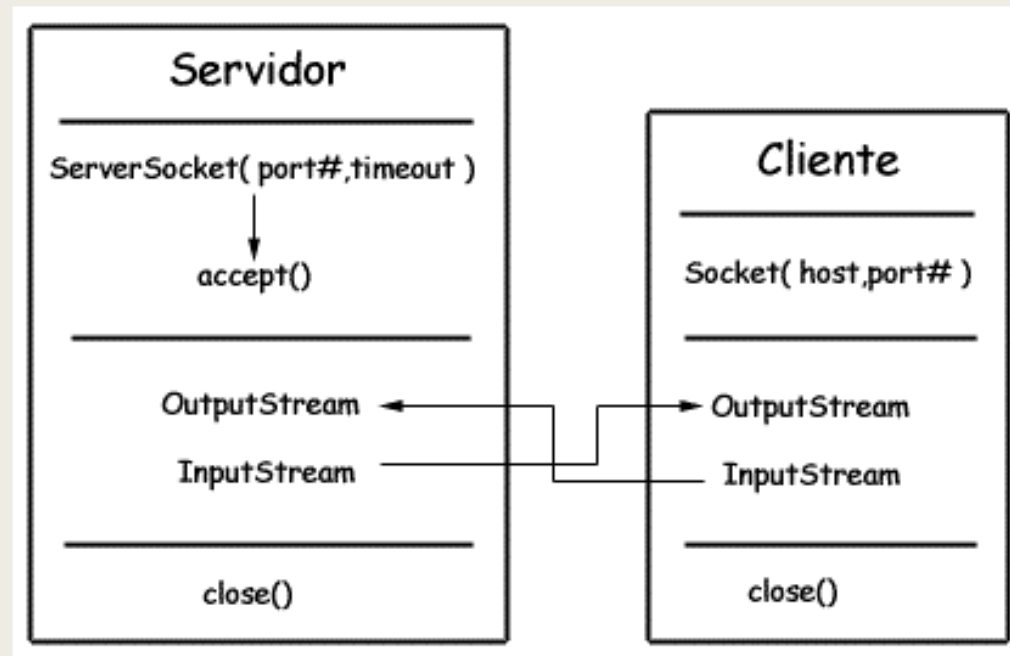 Servidor
ServerSocket( port#,timeout )
accept()
OutputStream
InputStream
close()
Cliente
Socket( host,port# )
OutputStream
InputStream
close()